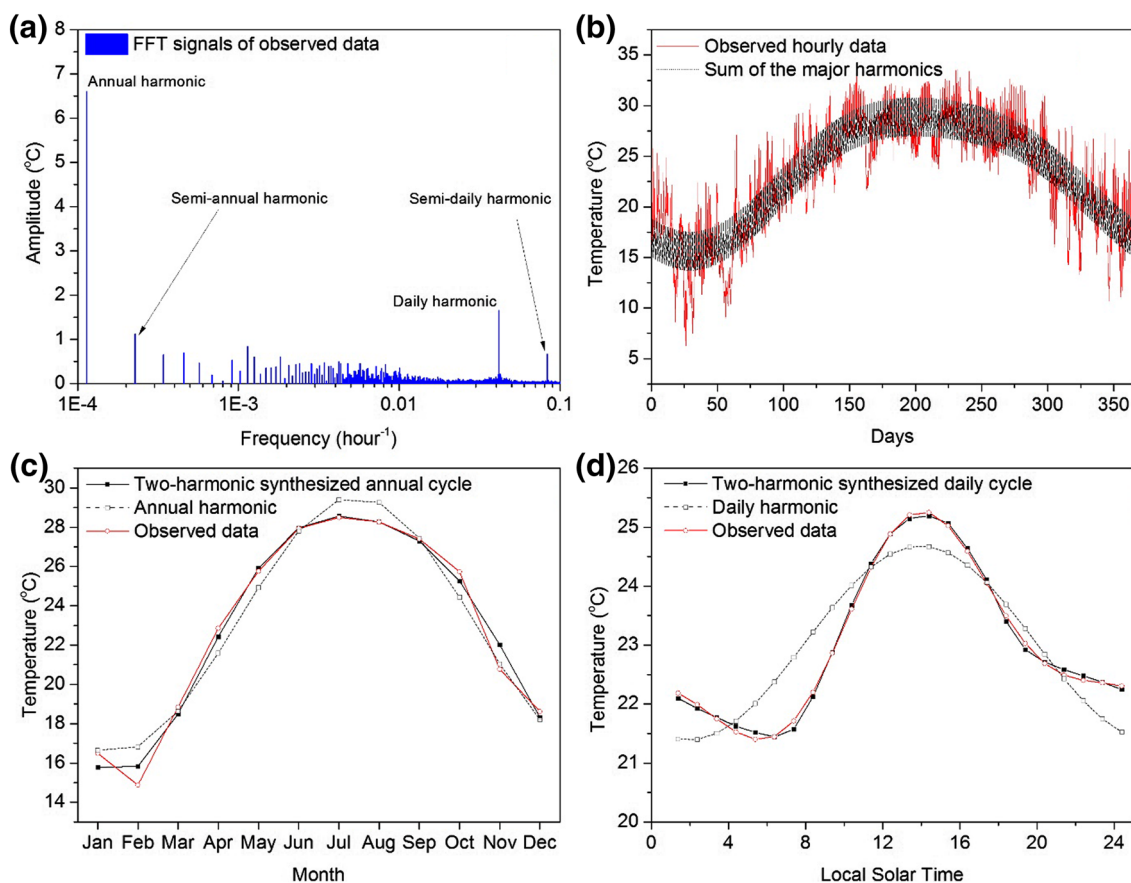 (a)
FFT signals of observed data
Annual harmonic
Semi-annual harmonic
Semi-daily harmonic
Daily harmonic
Amplitude (°C)
8
7
6
5
4
3
2
1
0
1E-4 1E-3 0.01 0.1
Frequency (hour⁻¹)
(b)
Observed hourly data
Sum of the major harmonics
Temperature (°C)
37.5
35
30
25
20
15
10
5
2.5
0 50 100 150 200 250 300 350
Days
(c)
Two-harmonic synthesized annual cycle
Annual harmonic
Observed data
Temperature (°C)
30
28
26
24
22
20
18
16
14
Jan Feb Mar Apr May Jun Jul Aug Sep Oct Nov Dec
Month
(d)
Two-harmonic synthesized daily cycle
Daily harmonic
Observed data
Temperature (°C)
26
25
24
23
22
21
20
0 4 8 12 16 20 24
Local Solar Time